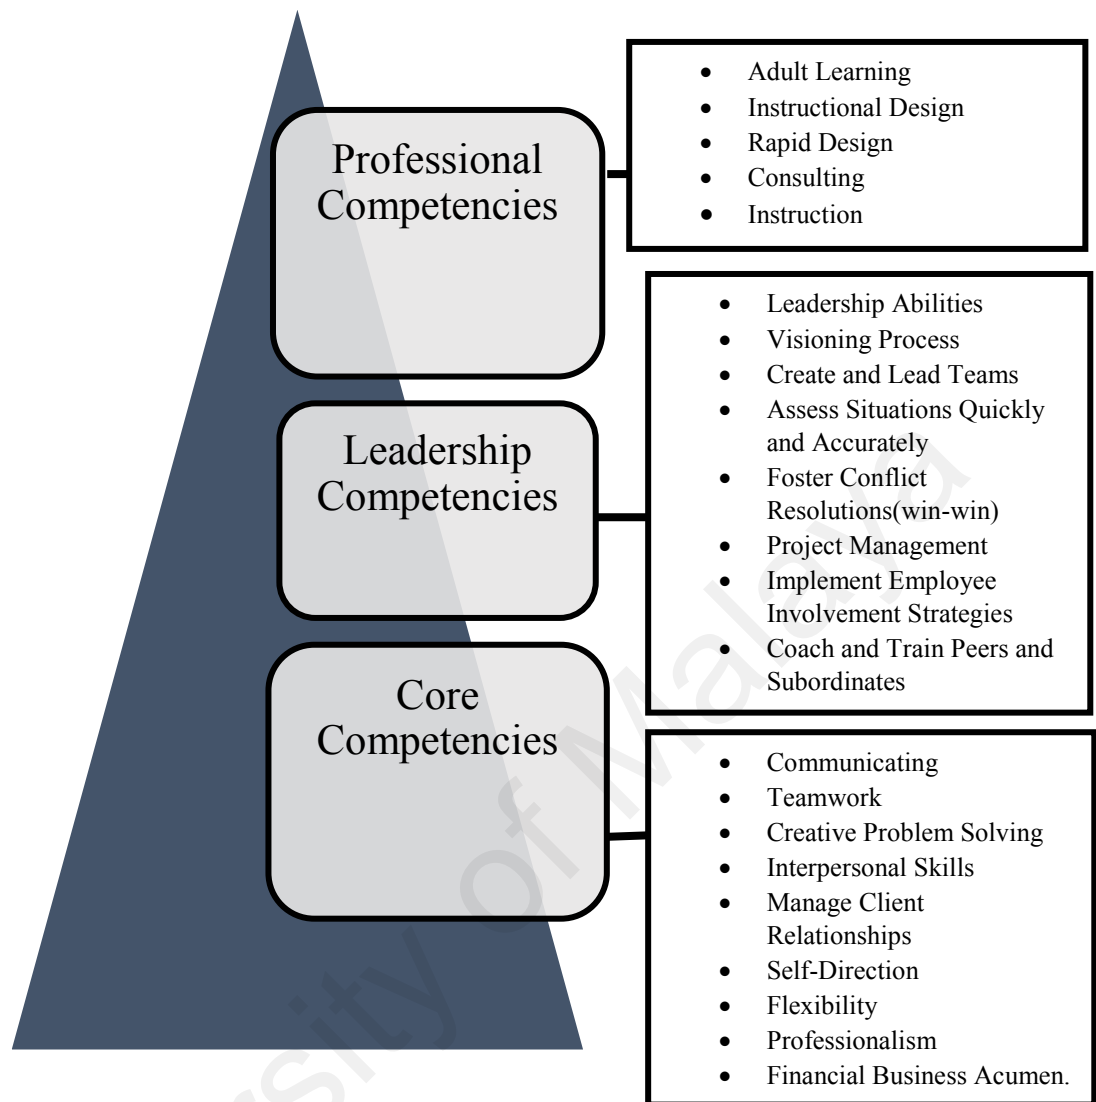 Professional
Competencies
• Adult Learning
• Instructional Design
• Rapid Design
• Consulting
• Instruction
Leadership
Competencies
• Leadership Abilities
• Visioning Process
• Create and Lead Teams
• Assess Situations Quickly
and Accurately
• Foster Conflict
Resolutions(win-win)
• Project Management
• Implement Employee
Involvement Strategies
• Coach and Train Peers and
Subordinates
Core
Competencies
• Communicating
• Teamwork
• Creative Problem Solving
• Interpersonal Skills
• Manage Client
Relationships
• Self-Direction
• Flexibility
• Professionalism
• Financial Business Acumen.
rsity of Malaya